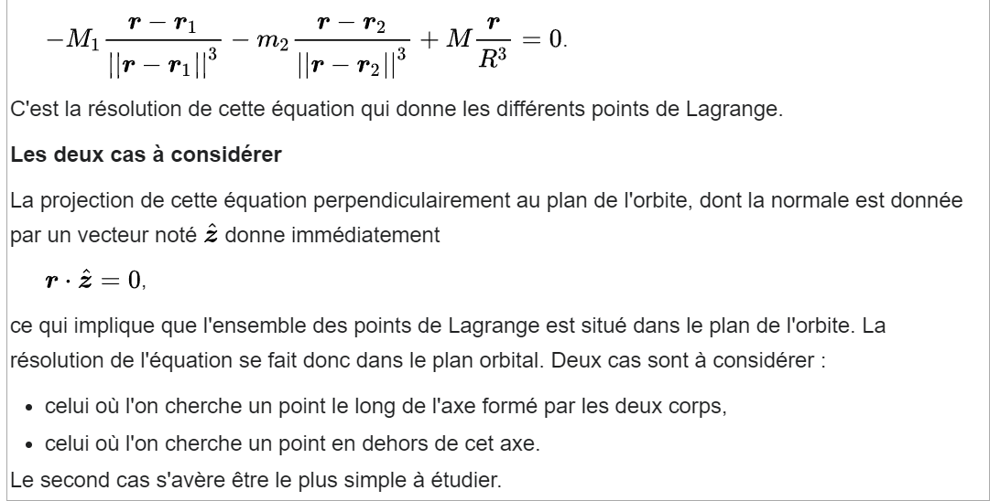 $-M_1 \frac{\boldsymbol{r} - \boldsymbol{r}_1}{||\boldsymbol{r} - \boldsymbol{r}_1||^3} - m_2 \frac{\boldsymbol{r} - \boldsymbol{r}_2}{||\boldsymbol{r} - \boldsymbol{r}_2||^3} + M \frac{\boldsymbol{r}}{R^3} = 0.$
C'est la résolution de cette équation qui donne les différents points de Lagrange.
Les deux cas à considérer
La projection de cette équation perpendiculairement au plan de l'orbite, dont la normale est donnée
par un vecteur noté $\hat{\boldsymbol{z}}$ donne immédiatement
$\boldsymbol{r} \cdot \hat{\boldsymbol{z}} = 0,$
ce qui implique que l'ensemble des points de Lagrange est situé dans le plan de l'orbite. La
résolution de l'équation se fait donc dans le plan orbital. Deux cas sont à considérer :
• celui où l'on cherche un point le long de l'axe formé par les deux corps,
• celui où l'on cherche un point en dehors de cet axe.
Le second cas s'avère être le plus simple à étudier.